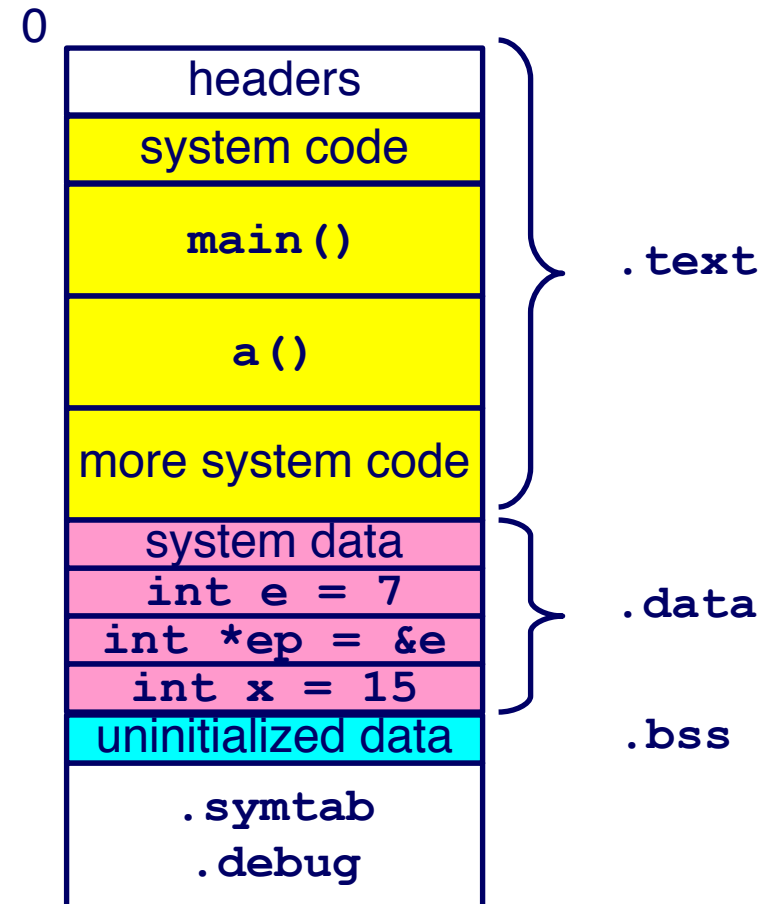 0
headers
system code
main()
a()
more system code
.text
system data
int e = 7
int *ep = &e
int x = 15
.data
uninitialized data
.bss
.symtab
.debug